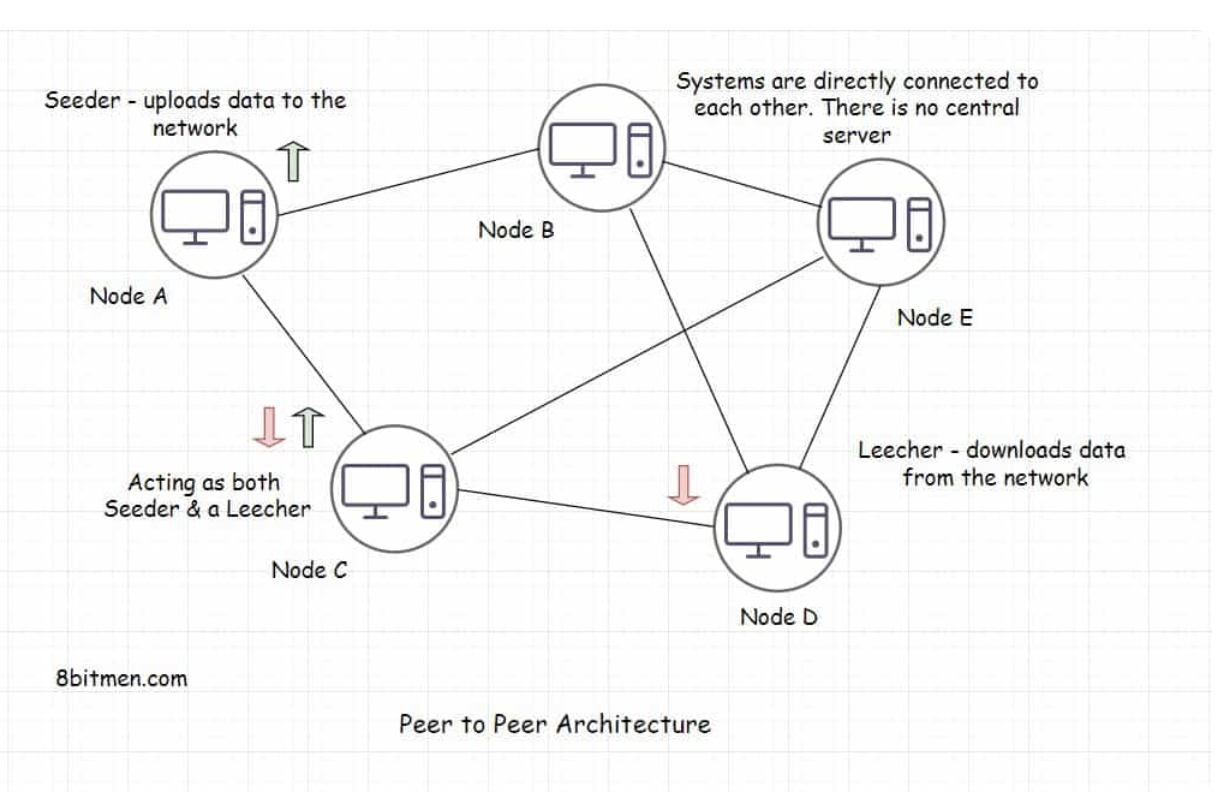 Seeder - uploads data to the
network
Systems are directly connected to
each other. There is no central
server
Node B
Node A
Node E
Leecher - downloads data
from the network
Acting as both
Seeder & a Leecher
Node C
Node D
8bitmen.com
Peer to Peer Architecture